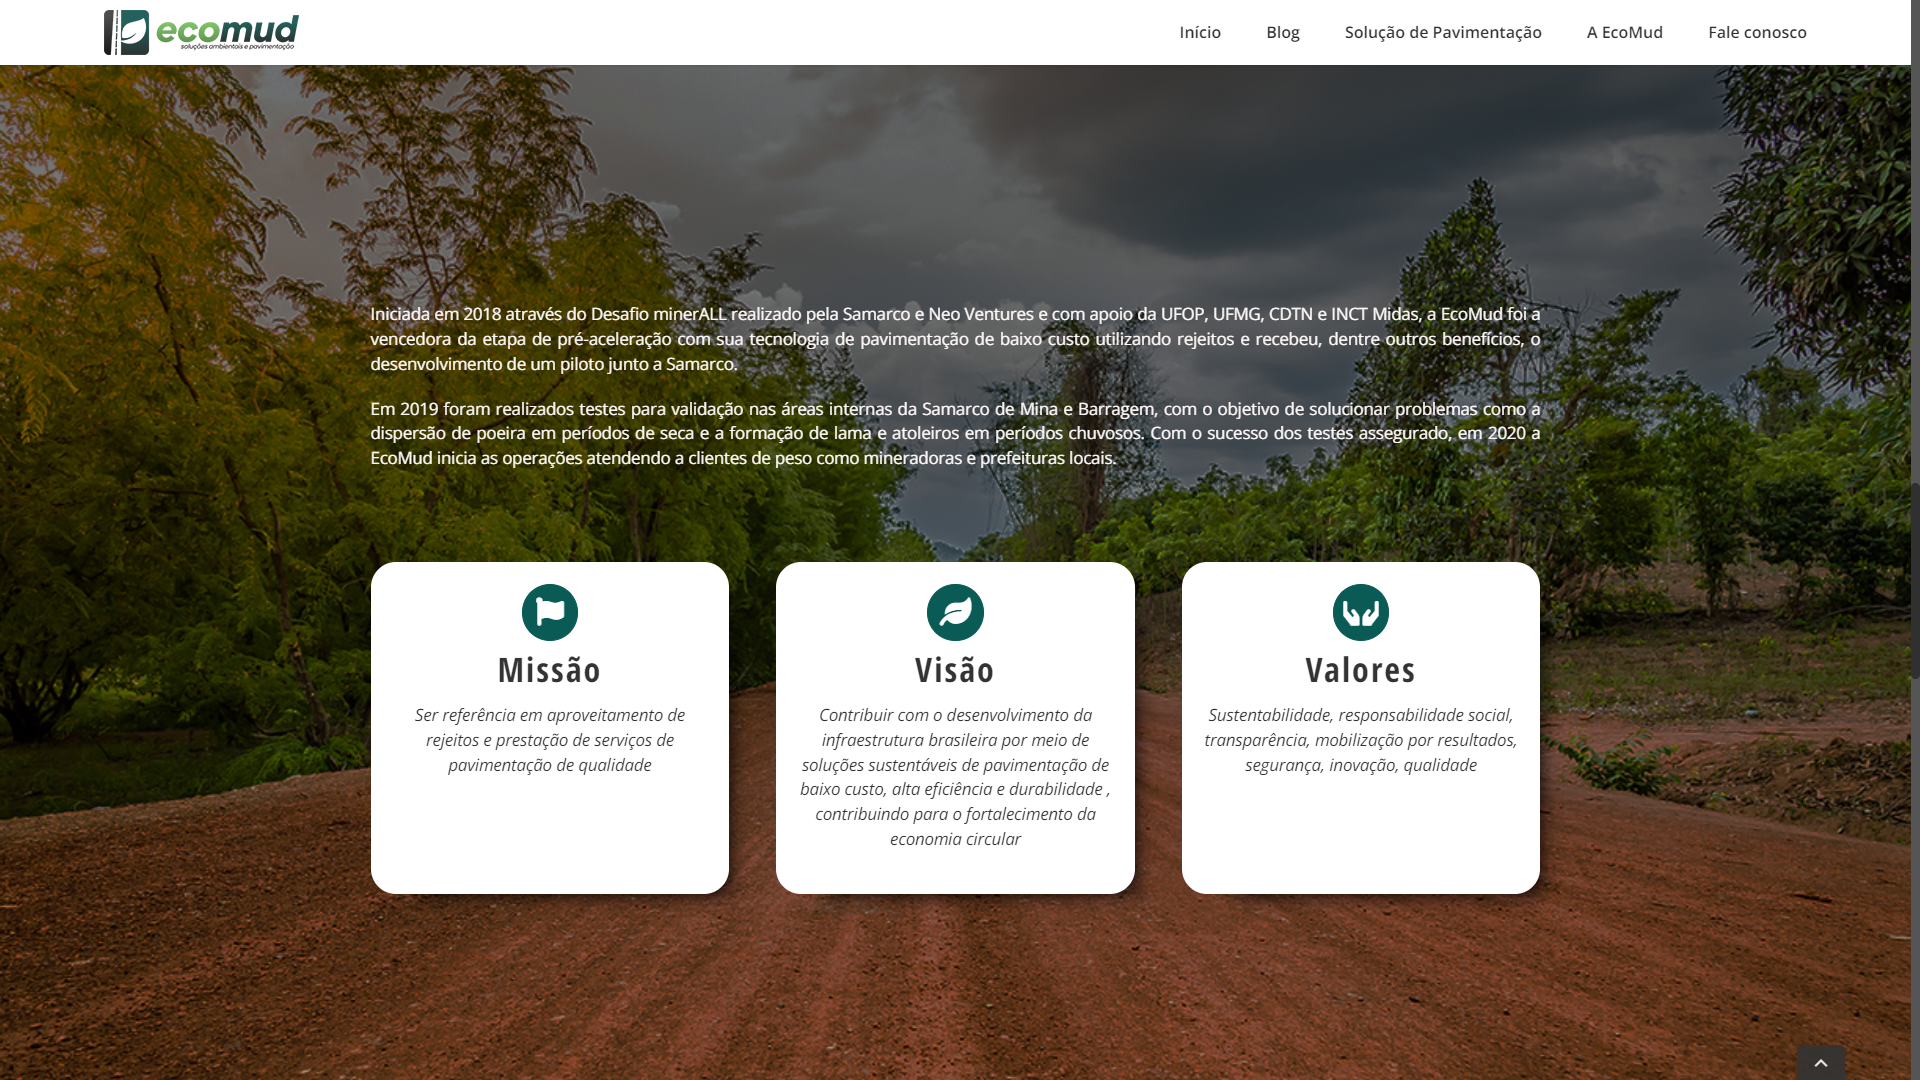 ecomud
soluções ambientais e pavimentação
Início
Blog
Solução de Pavimentação
A EcoMud
Fale conosco
Iniciada em 2018 através do Desafio minerALL realizado pela Samarco e Neo Ventures e com apoio da UFOP, UFMG, CDTN e INCT Midas, a EcoMud foi a
vencedora da etapa de pré-aceleração com sua tecnologia de pavimentação de baixo custo utilizando rejeitos e recebeu, dentre outros benefícios, o
desenvolvimento de um piloto junto a Samarco.
Em 2019 foram realizados testes para validação nas áreas internas da Samarco de Mina e Barragem, com o objetivo de solucionar problemas como a
dispersão de poeira em períodos de seca e a formação de lama e atoleiros em períodos chuvosos. Com o sucesso dos testes assegurado, em 2020 a
EcoMud inicia as operações atendendo a clientes de peso como mineradoras e prefeituras locais.
Missão
Ser referência em aproveitamento de
rejeitos e prestação de serviços de
pavimentação de qualidade
Visão
Contribuir com o desenvolvimento da
infraestrutura brasileira por meio de
soluções sustentáveis de pavimentação de
baixo custo, alta eficiência e durabilidade ,
contribuindo para o fortalecimento da
economia circular
Valores
Sustentabilidade, responsabilidade social,
transparência, mobilização por resultados,
segurança, inovação, qualidade